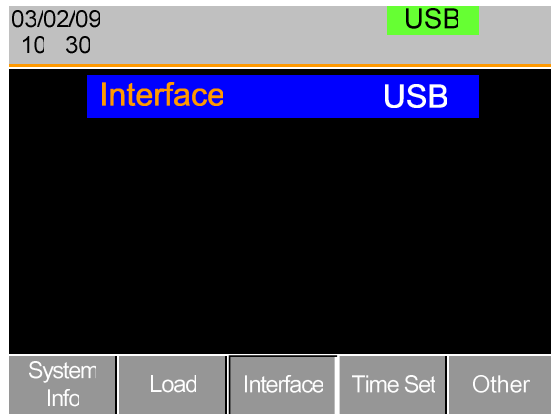 03/02/09 USB
10 30
Interface USB
System Info
Load
Interface
Time Set
Other